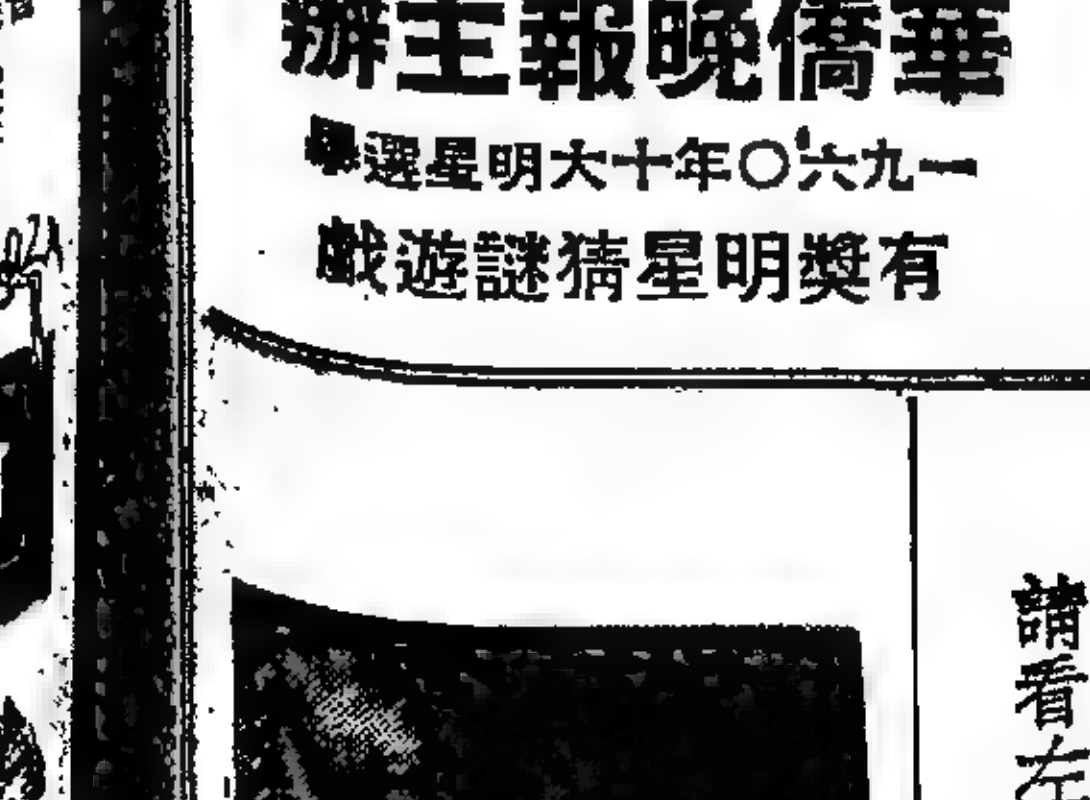 華僑晚報主辦
一九六〇年十大明星選舉
有獎明星猜謎遊戲
請看左